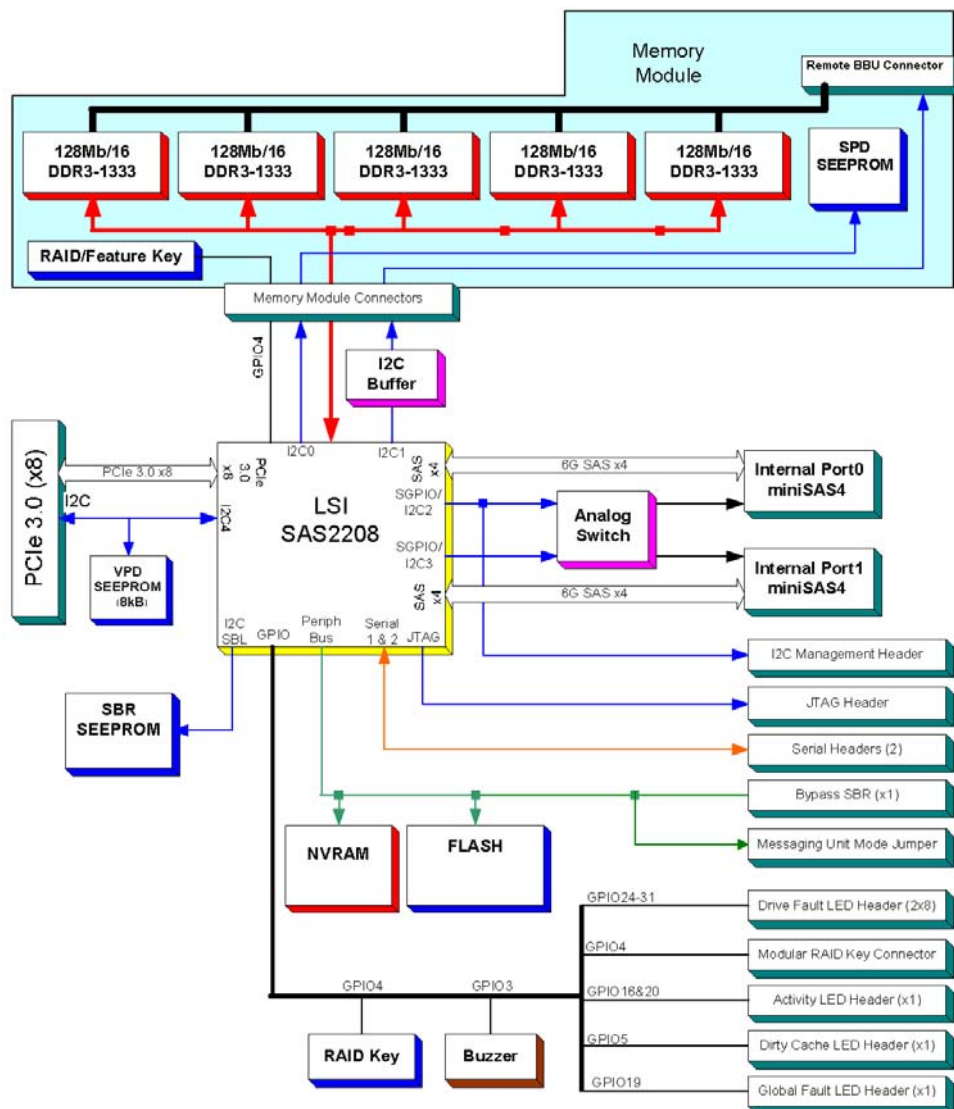 Memory
Module
Remote BBU Connector
128Mb/16
DDR3-1333
128Mb/16
DDR3-1333
128Mb/16
DDR3-1333
128Mb/16
DDR3-1333
128Mb/16
DDR3-1333
SPD
SEEPROM
RAID/Feature Key
Memory Module Connectors
GPIO4
I2C
Buffer
PCIe 3.0 (x8)
PCIe 3.0 x8
PCIe
3.0
x8
I2C0
I2C1
SAS
x4
6G SAS x4
Internal Port0
miniSAS4
LSI
SAS2208
I2C
I2C4
SGPIO/
I2C2
SGPIO/
I2C3
Analog
Switch
VPD
SEEPROM
(8kB)
SAS
x4
6G SAS x4
Internal Port1
miniSAS4
I2C
SBL
GPIO
Periph
Bus
Serial
1 & 2
JTAG
I2C Management Header
SBR
SEEPROM
JTAG Header
Serial Headers (2)
Bypass SBR (x1)
NVRAM
FLASH
Messaging Unit Mode Jumper
GPIO24-31
Drive Fault LED Header (2x8)
GPIO4
Modular RAID Key Connector
GPIO4
GPIO3
GPIO16&20
Activity LED Header (x1)
RAID Key
Buzzer
GPIO5
Dirty Cache LED Header (x1)
GPIO19
Global Fault LED Header (x1)